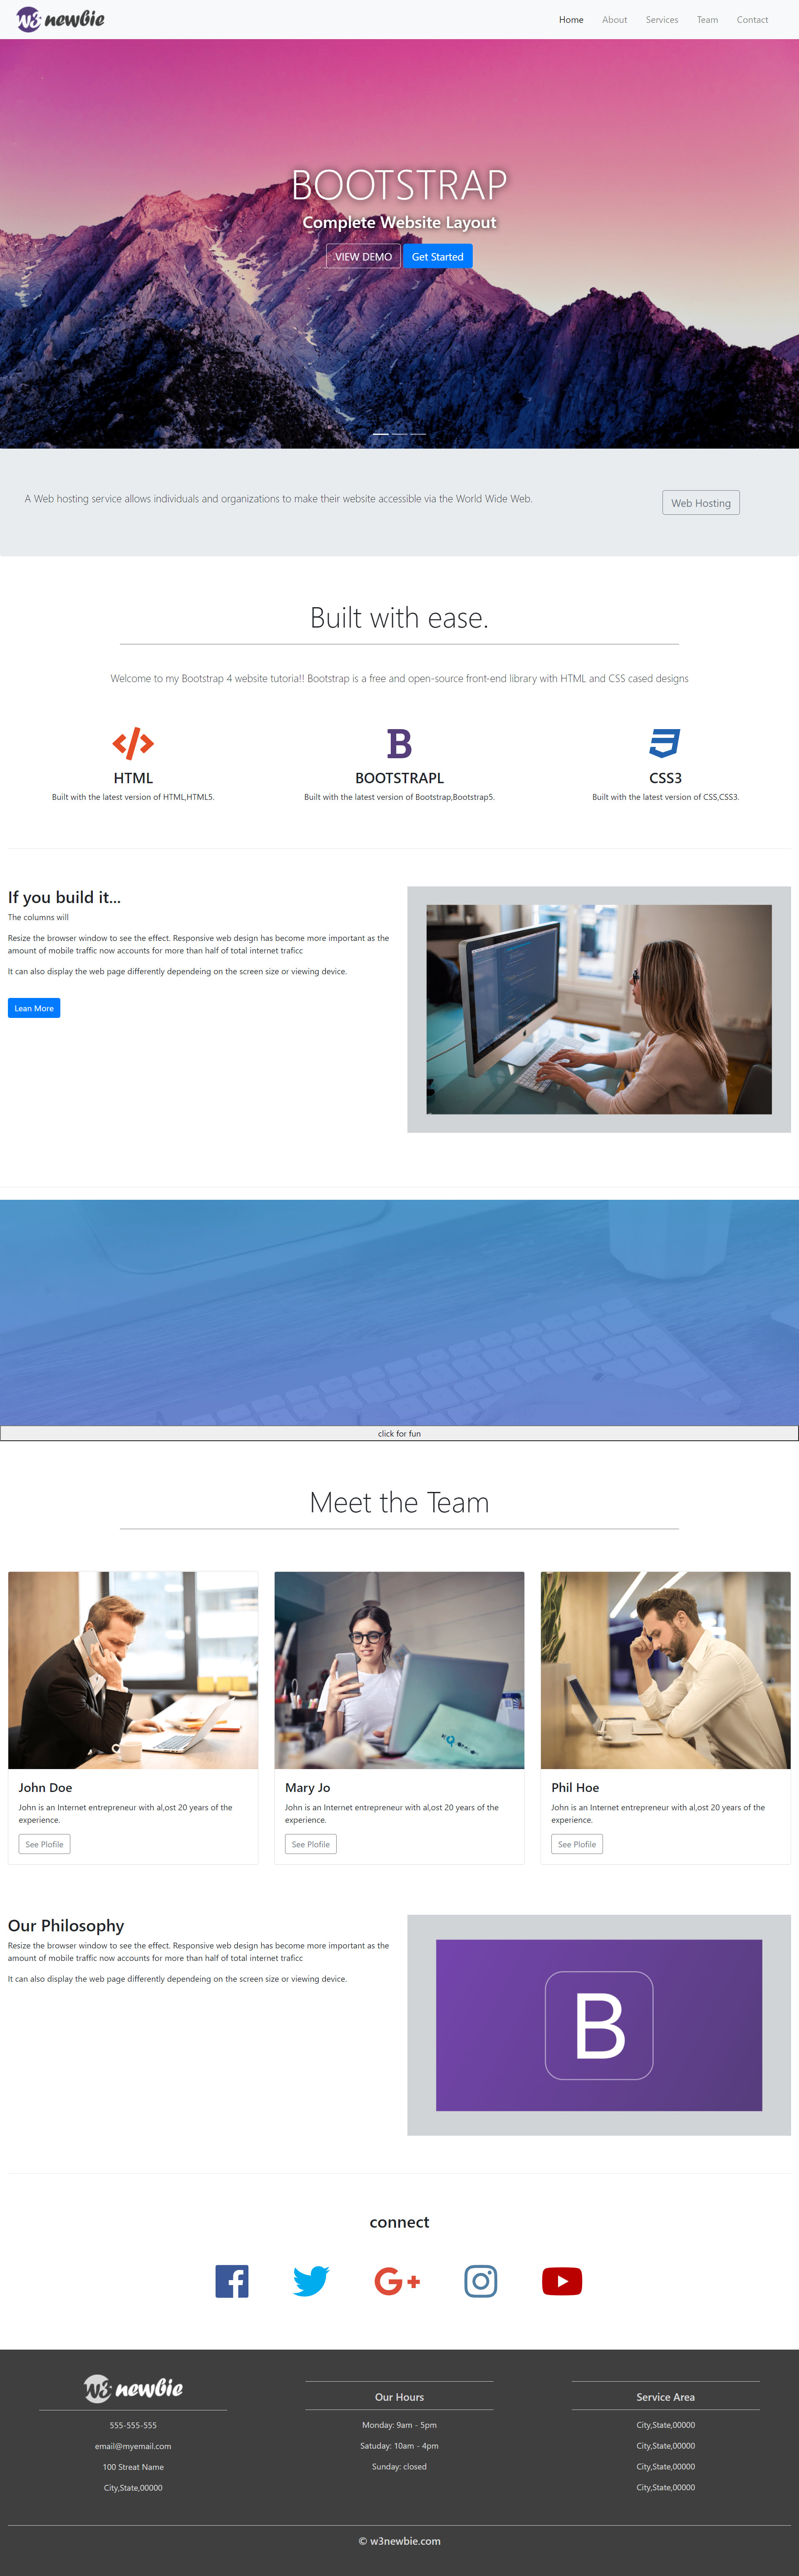 w3 newbie
Home About Services Team Contact
BOOTSTRAP
Complete Website Layout
.VIEW DEMO Get Started
A Web hosting service allows individuals and organizations to make their website accessible via the World Wide Web.
Web Hosting
Built with ease.
Welcome to my Bootstrap 4 website tutoria!! Bootstrap is a free and open-source front-end library with HTML and CSS cased designs
B
HTML
Built with the latest version of HTML,HTML5.
BOOTSTRAPL
Built with the latest version of Bootstrap,Bootstrap5.
CSS3
Built with the latest version of CSS,CSS3.
If you build it...
The columns will
Resize the browser window to see the effect. Responsive web design has become more important as the
amount of mobile traffic now accounts for more than half of total internet traficc
It can also display the web page differently dependeing on the screen size or viewing device.
Lean More
click for fun
Meet the Team
John Doe
John is an Internet entrepreneur with al,ost 20 years of the
experience.
See Plofile
Mary Jo
John is an Internet entrepreneur with al,ost 20 years of the
experience.
See Plofile
Phil Hoe
John is an Internet entrepreneur with al,ost 20 years of the
experience.
See Plofile
Our Philosophy
Resize the browser window to see the effect. Responsive web design has become more important as the
amount of mobile traffic now accounts for more than half of total internet traficc
It can also display the web page differently dependeing on the screen size or viewing device.
B
connect
w3 newbie
555-555-555
email@myemail.com
100 Streat Name
City,State,00000
Our Hours
Monday: 9am - 5pm
Satuday: 10am - 4pm
Sunday: closed
Service Area
City,State,00000
City,State,00000
City,State,00000
City,State,00000
© w3newbie.com